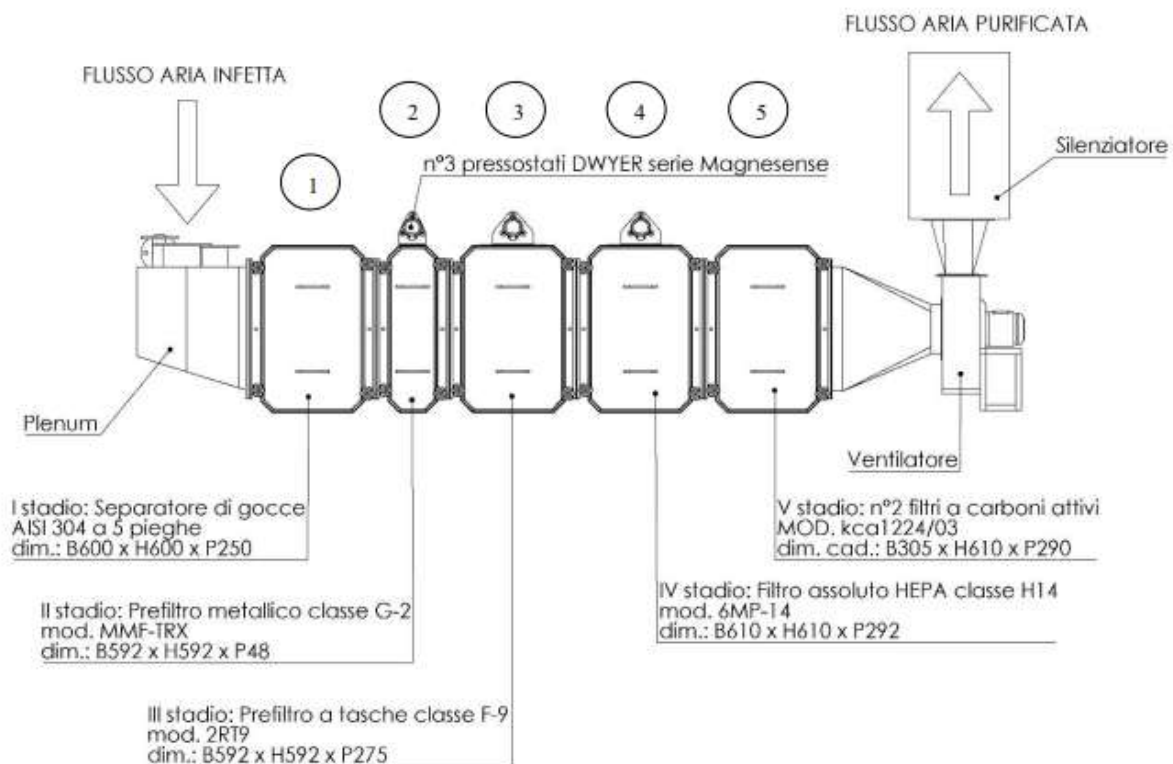 FLUSSO ARIA PURIFICATA
FLUSSO ARIA INFETTA
1
2
3
4
5
n°3 pressostati DWYER serie Magnesense
Silenziatore
Plenum
Ventilatore
I stadio: Separatore di gocce
AISI 304 a 5 pieghe
dim.: B600 x H600 x P250
V stadio: n°2 filtri a carboni attivi
MOD. kca1224/03
dim. cad.: B305 x H610 x P290
IV stadio: Filtro assoluto HEPA classe H14
mod. 6MP-14
dim.: B610 x H610 x P292
II stadio: Prefiltro metallico classe G-2
mod. MMF-TRX
dim.: B592 x H592 x P48
III stadio: Prefiltro a tasche classe F-9
mod. 2RT9
dim.: B592 x H592 x P275